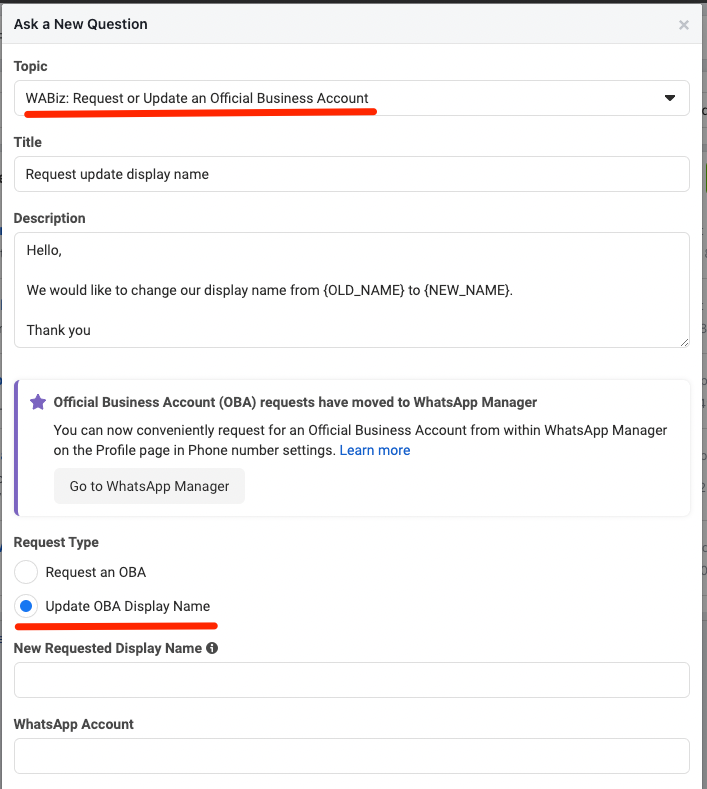 Ask a New Question
×
Topic
WABiz: Request or Update an Official Business Account
Title
Request update display name
Description
Hello,
We would like to change our display name from {OLD_NAME} to {NEW_NAME}.
Thank you
Official Business Account (OBA) requests have moved to WhatsApp Manager
You can now conveniently request for an Official Business Account from within WhatsApp Manager
on the Profile page in Phone number settings. Learn more
Go to WhatsApp Manager
Request Type
Request an OBA
Update OBA Display Name
New Requested Display Name
WhatsApp Account